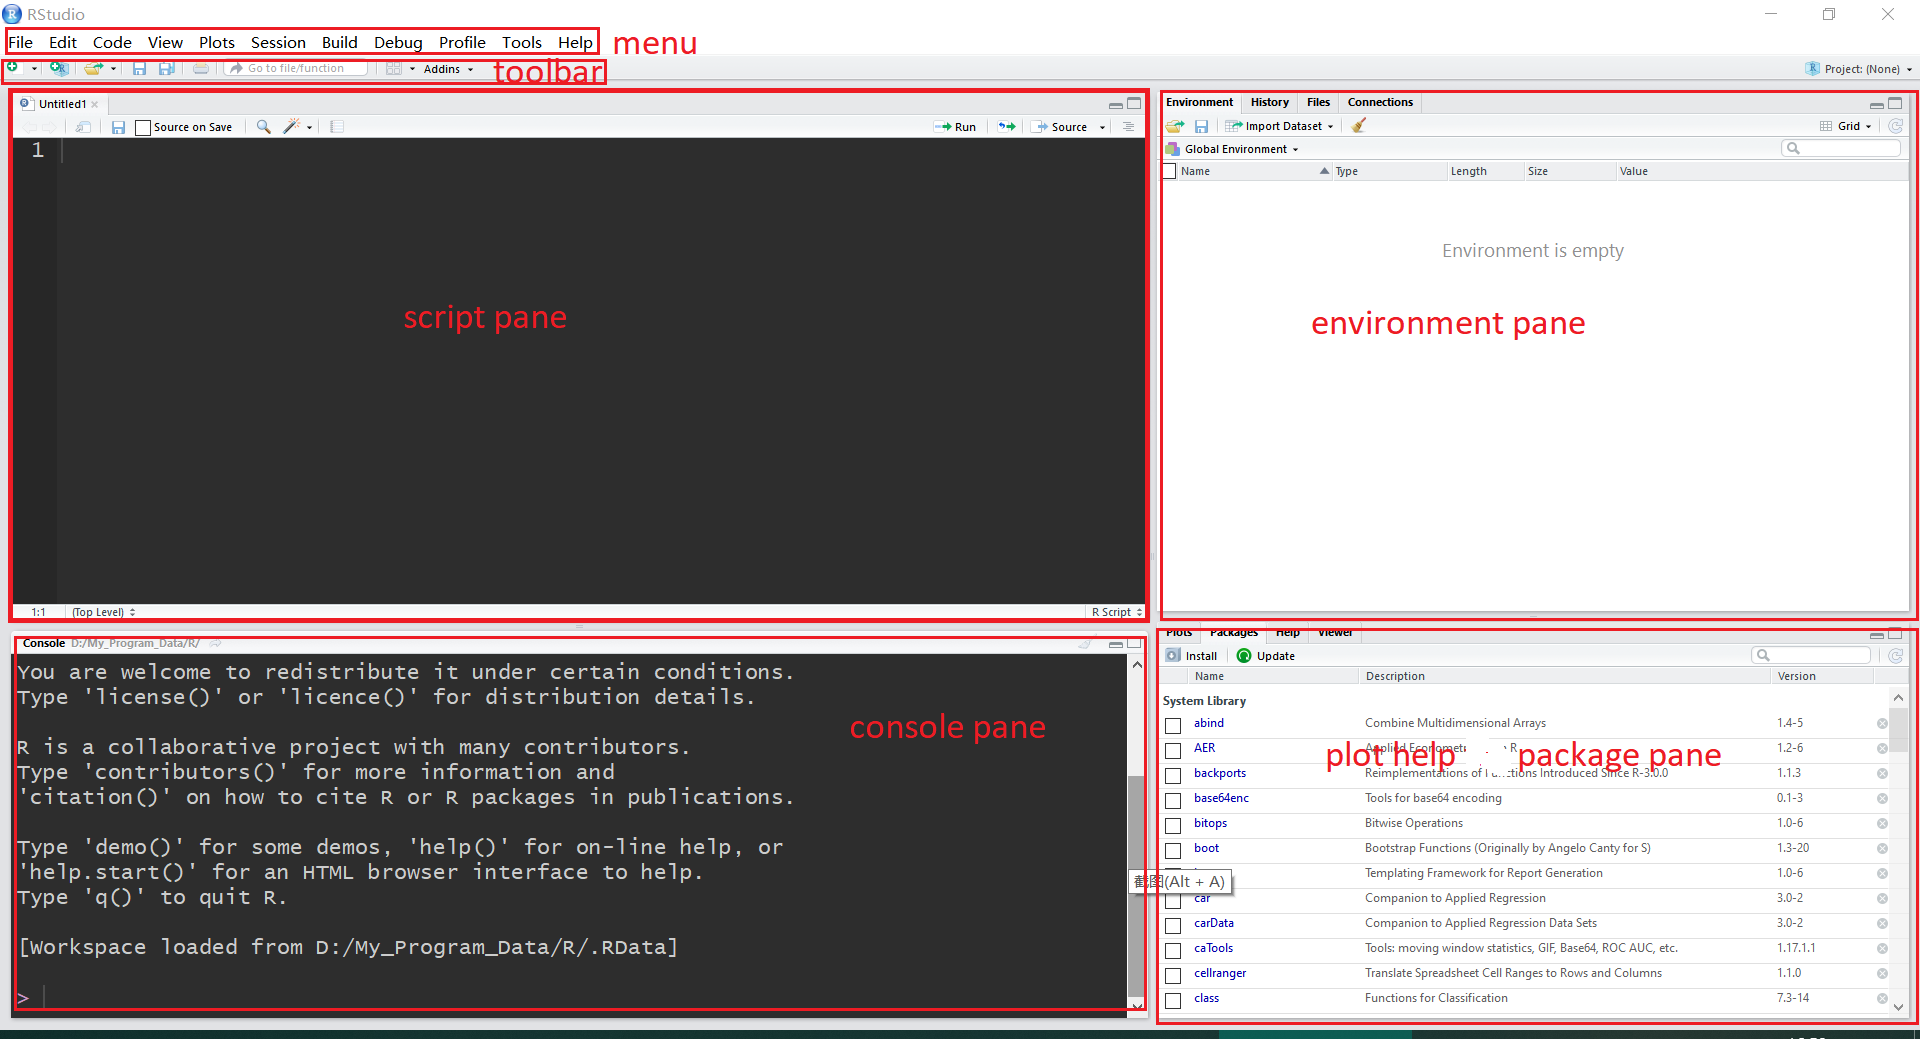 RStudio
File Edit Code View Plots Session Build Debug Profile Tools Help menu
Go to file/function Addins toolbar Project: (None)
Untitled1
Source on Save Run Source
1
script pane
1:1 (Top Level) R Script
Environment History Files Connections
Import Dataset Grid
Global Environment
Name Type Length Size Value
Environment is empty
environment pane
Console D:/My_Program_Data/R/
You are welcome to redistribute it under certain conditions.
Type 'license()' or 'licence()' for distribution details.
R is a collaborative project with many contributors.
Type 'contributors()' for more information and
'citation()' on how to cite R or R packages in publications.
Type 'demo()' for some demos, 'help()' for on-line help, or
'help.start()' for an HTML browser interface to help.
Type 'q()' to quit R.
[Workspace loaded from D:/My_Program_Data/R/.RData]
>
console pane
截图(Alt + A)
Plots Packages Help Viewer
Install Update
Name Description Version
System Library
abind Combine Multidimensional Arrays 1.4-5
AER Applied R 1.2-6
plot help package pane
backports Reimplementations of Functions Introduced Since R-3.0.0 1.1.3
base64enc Tools for base64 encoding 0.1-3
bitops Bitwise Operations 1.0-6
boot Bootstrap Functions (Originally by Angelo Canty for S) 1.3-20
Templating Framework for Report Generation 1.0-6
car Companion to Applied Regression 3.0-2
carData Companion to Applied Regression Data Sets 3.0-2
caTools Tools: moving window statistics, GIF, Base64, ROC AUC, etc. 1.17.1.1
cellranger Translate Spreadsheet Cell Ranges to Rows and Columns 1.1.0
class Functions for Classification 7.3-14